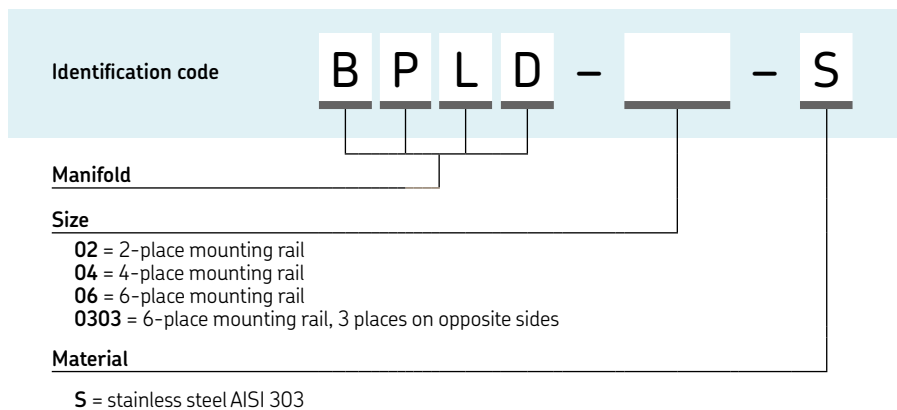 Identification code B P L D – – S
Manifold
Size
02 = 2-place mounting rail
04 = 4-place mounting rail
06 = 6-place mounting rail
0303 = 6-place mounting rail, 3 places on opposite sides
Material
S = stainless steel AISI 303